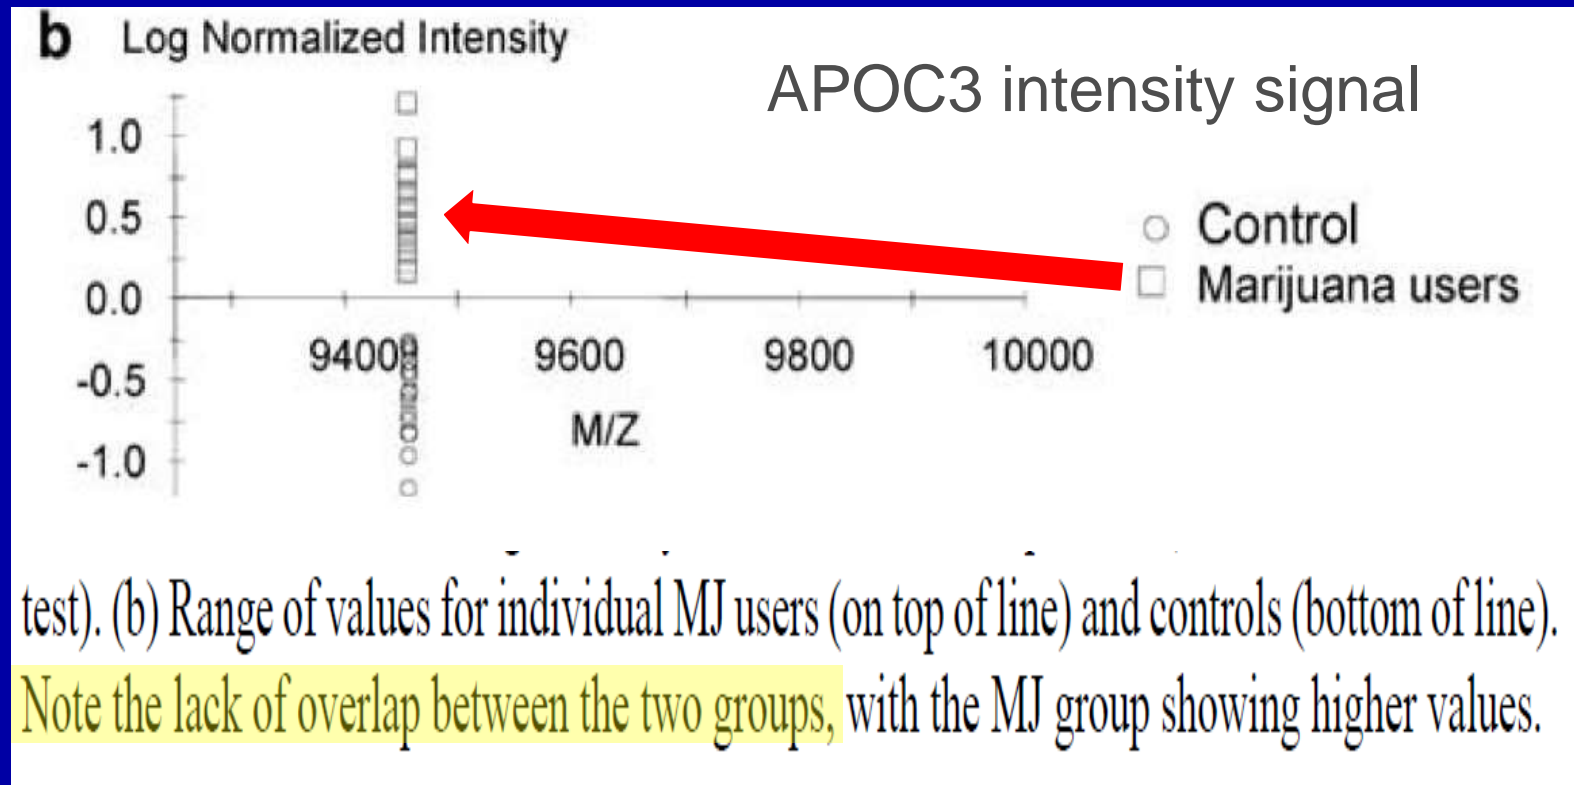 b Log Normalized Intensity
APOC3 intensity signal
1.0
0.5
0.0
-0.5
-1.0
9400 9600 9800 10000
M/Z
Control
Marijuana users
test). (b) Range of values for individual MJ users (on top of line) and controls (bottom of line).
Note the lack of overlap between the two groups, with the MJ group showing higher values.